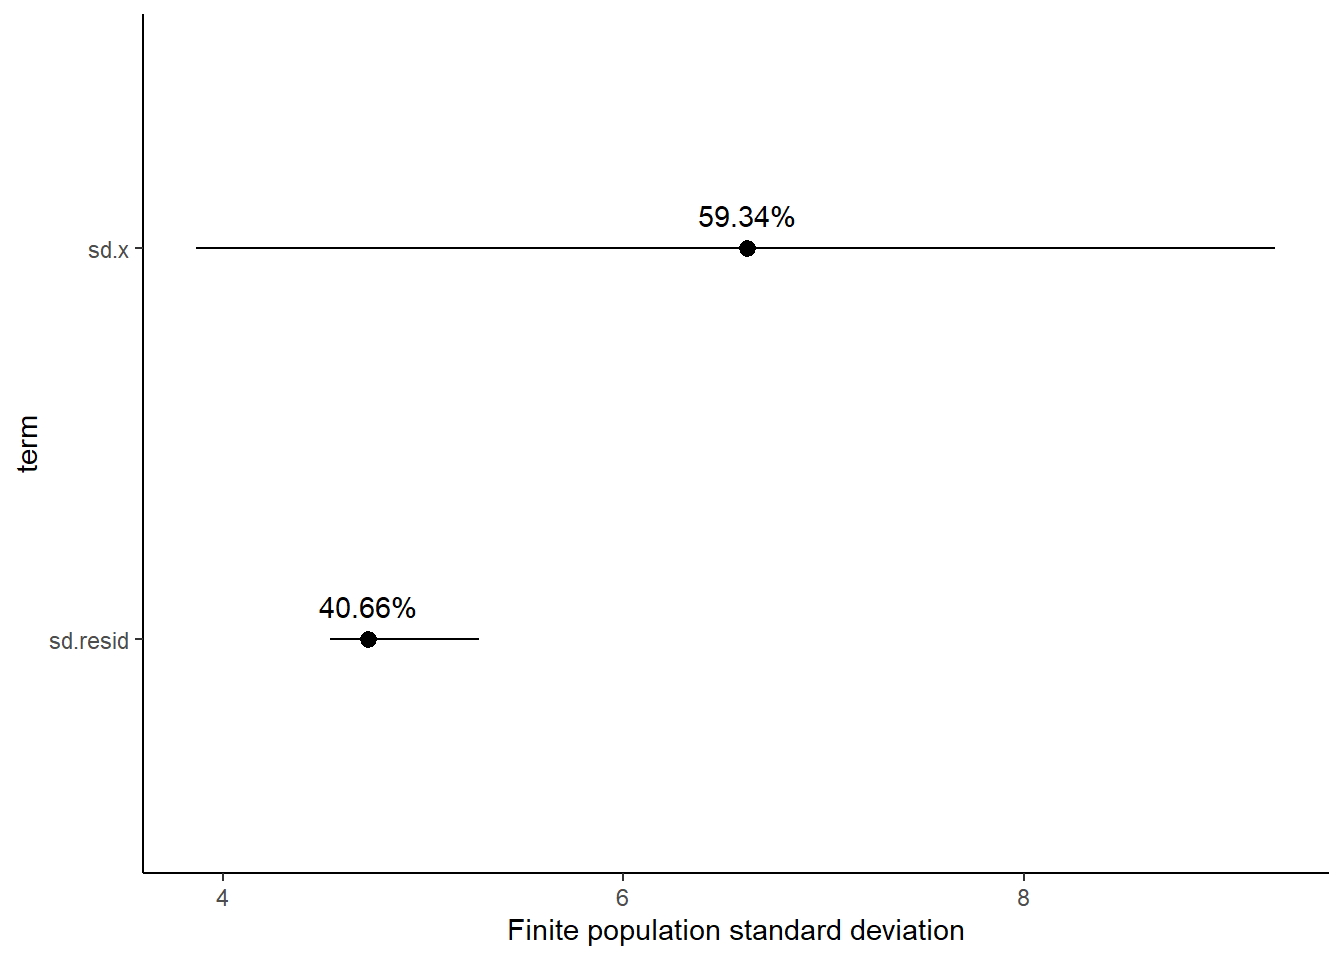 59.34%
sd.x
term
40.66%
sd.resid
4 6 8
Finite population standard deviation